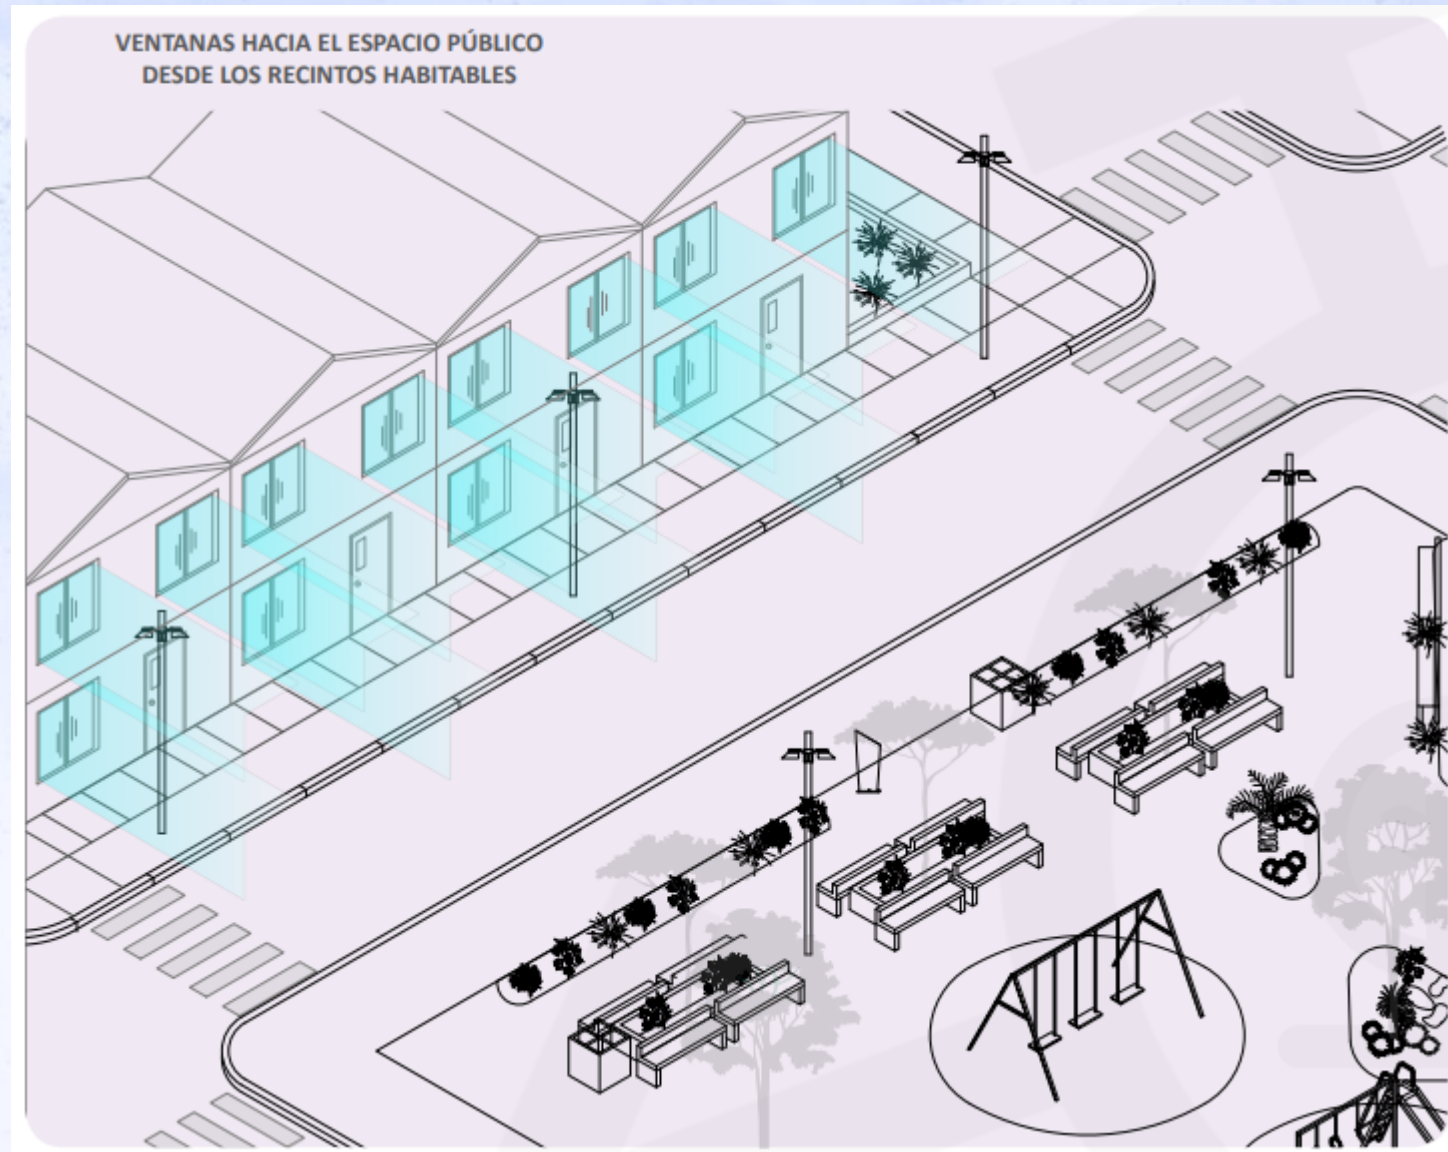 VENTANAS HACIA EL ESPACIO PÚBLICO
DESDE LOS RECINTOS HABITABLES